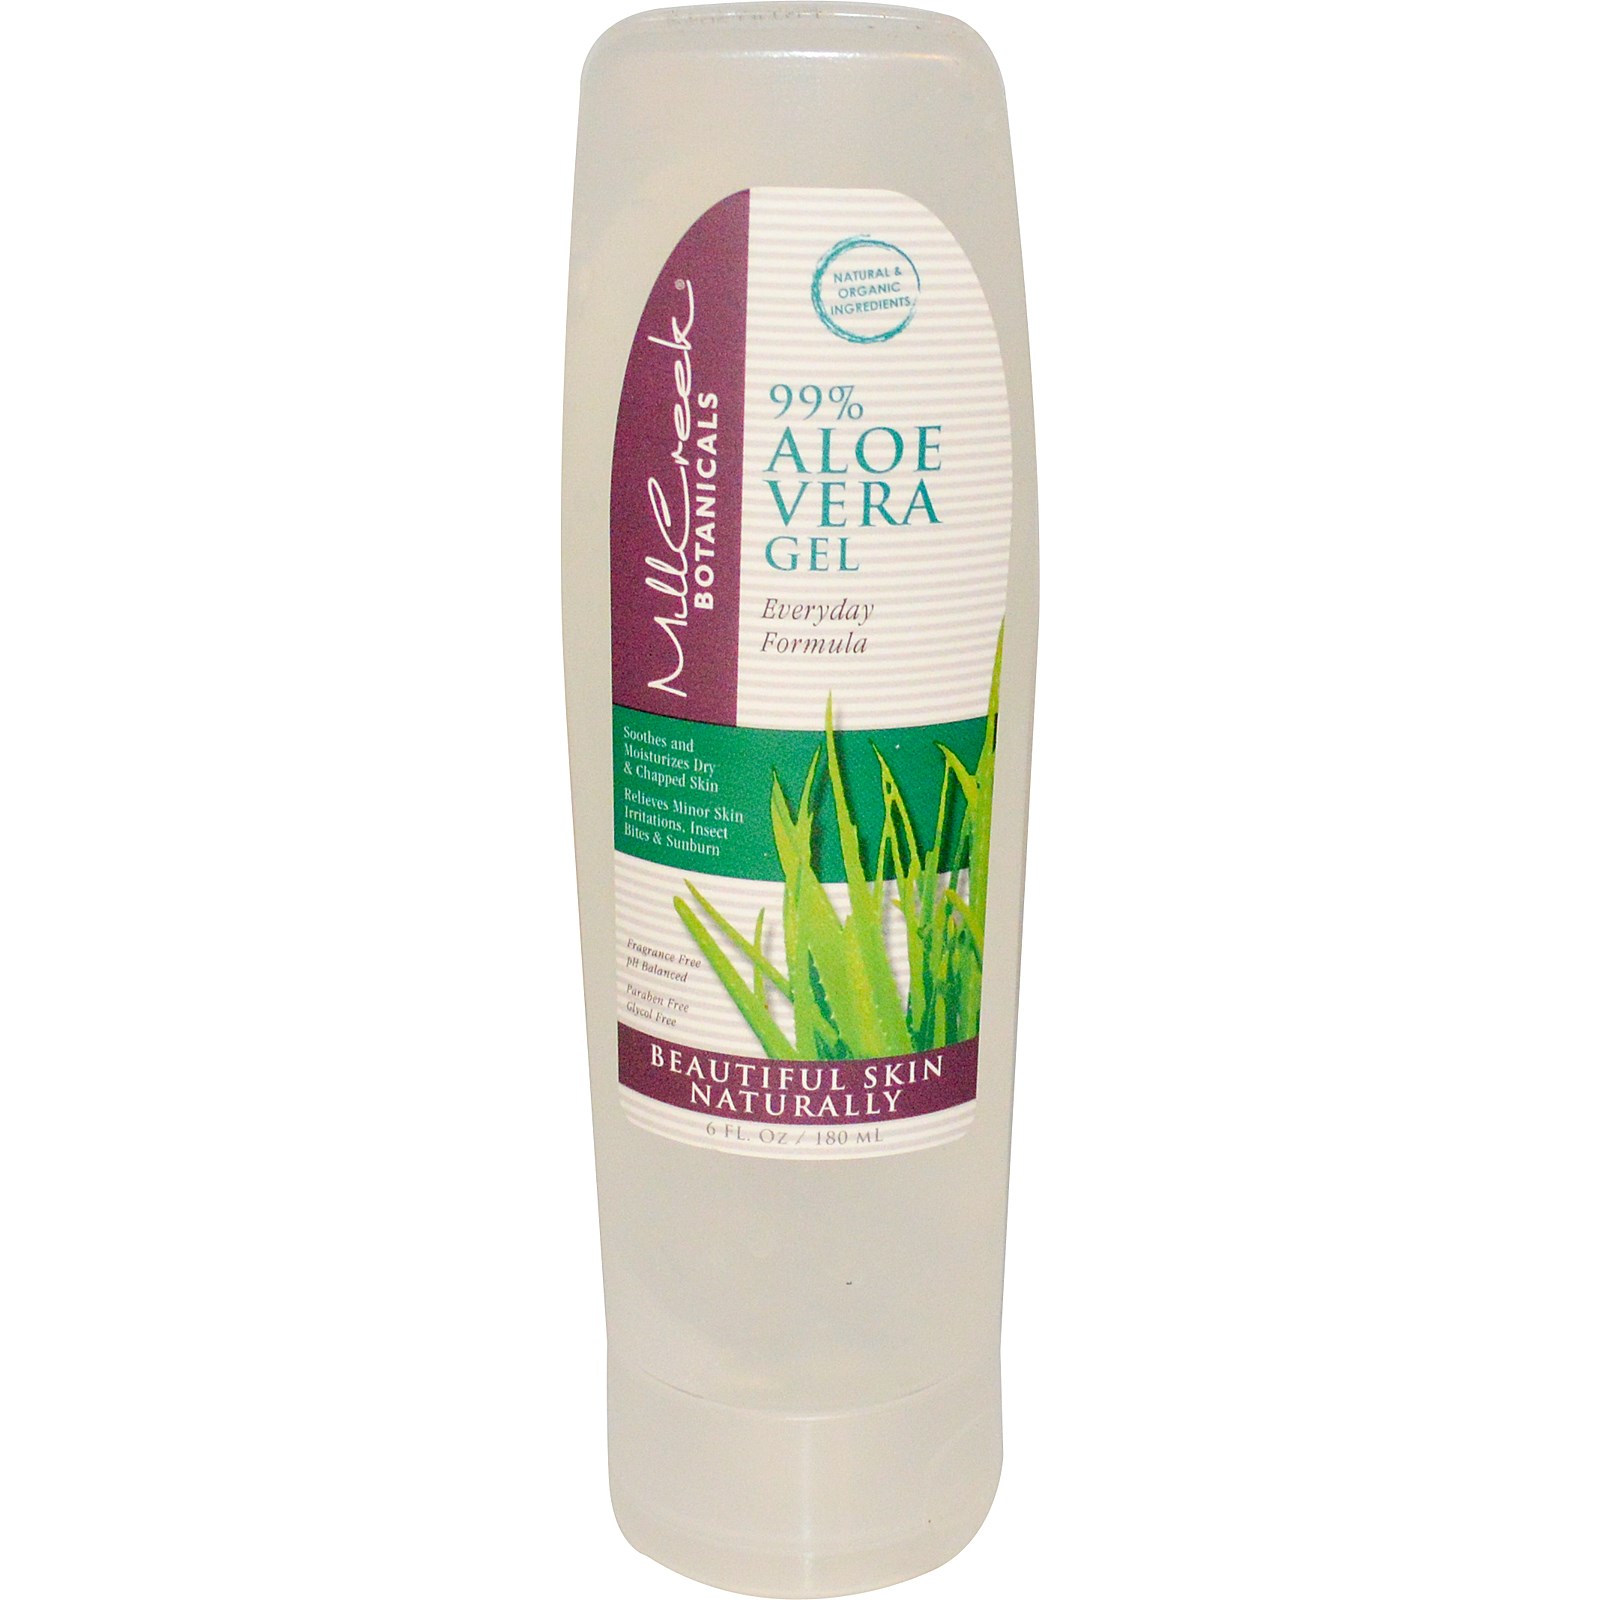 NATURAL &
ORGANIC
INGREDIENTS
MillCreek®
BOTANICALS
99%
ALOE
VERA
GEL
Everyday
Formula
Soothes and
Moisturizes Dry
& Chapped Skin
Relieves Minor Skin
Irritations, Insect
Bites & Sunburn
Fragrance Free
pH Balanced
Paraben Free
Glycol Free
BEAUTIFUL SKIN
NATURALLY
6 FL. OZ / 180 mL